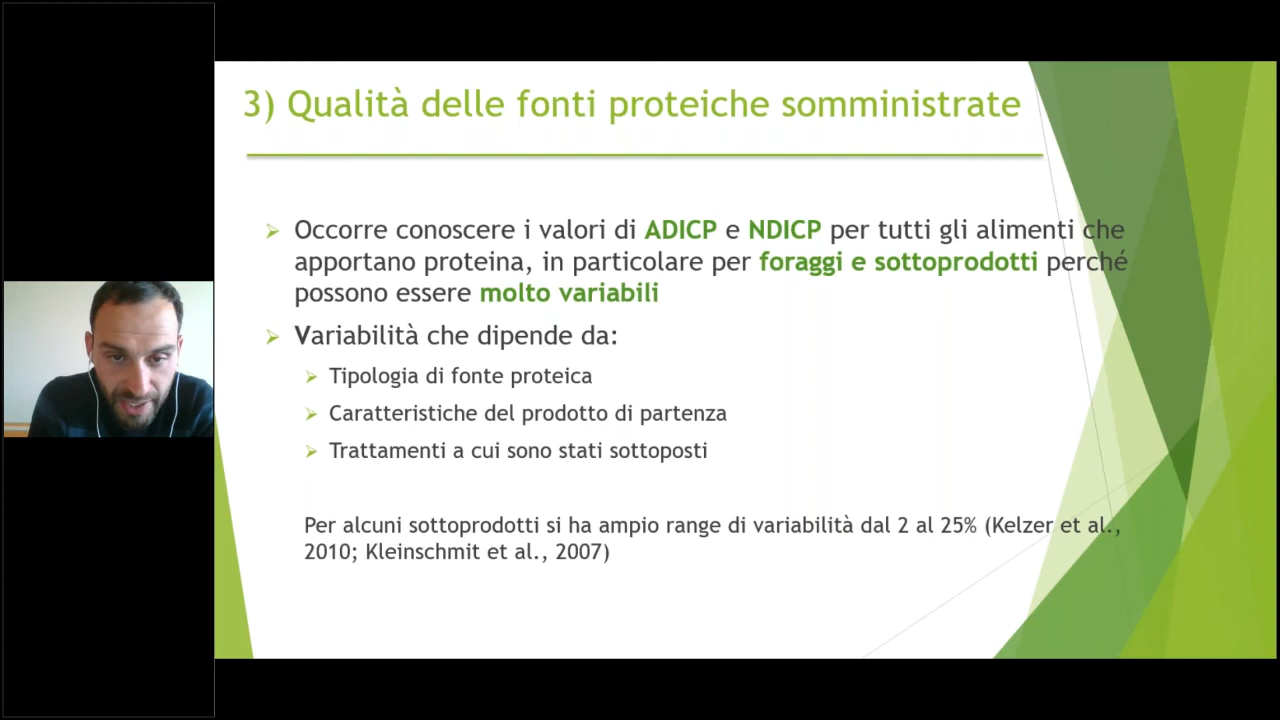 3) Qualità delle fonti proteiche somministrate
Occorre conoscere i valori di ADICP e NDICP per tutti gli alimenti che
apportano proteina, in particolare per foraggi e sottoprodotti perché
possono essere molto variabili
Variabilità che dipende da:
Tipologia di fonte proteica
Caratteristiche del prodotto di partenza
Trattamenti a cui sono stati sottoposti
Per alcuni sottoprodotti si ha ampio range di variabilità dal 2 al 25% (Kelzer et al.,
2010; Kleinschmit et al., 2007)